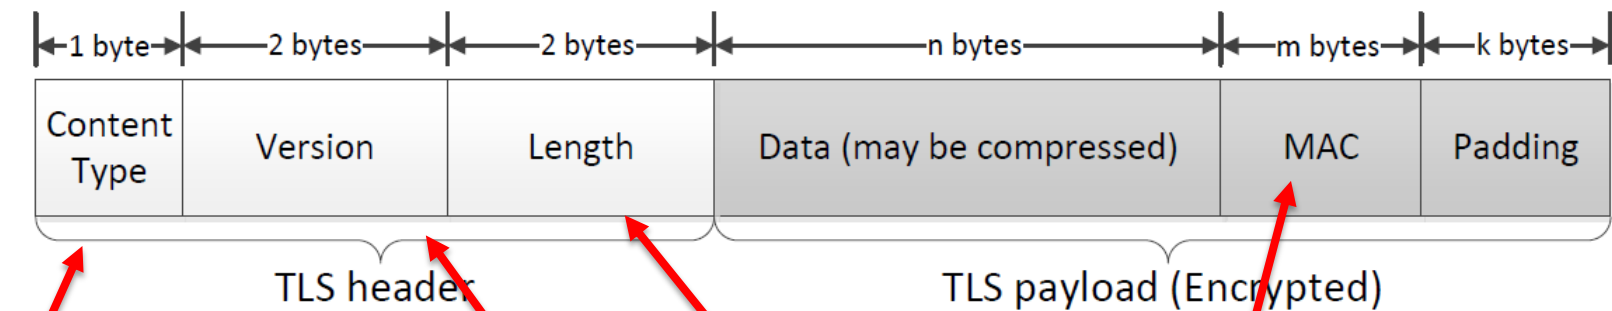 1 byte 2 bytes 2 bytes n bytes m bytes k bytes
Content Type Version Length Data (may be compressed) MAC Padding
TLS header TLS payload (Encrypted)